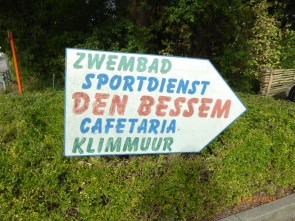 ZWEMBAD
SPORTDIENST
DEN BESSEM
CAFETARIA
KLIMMUUR